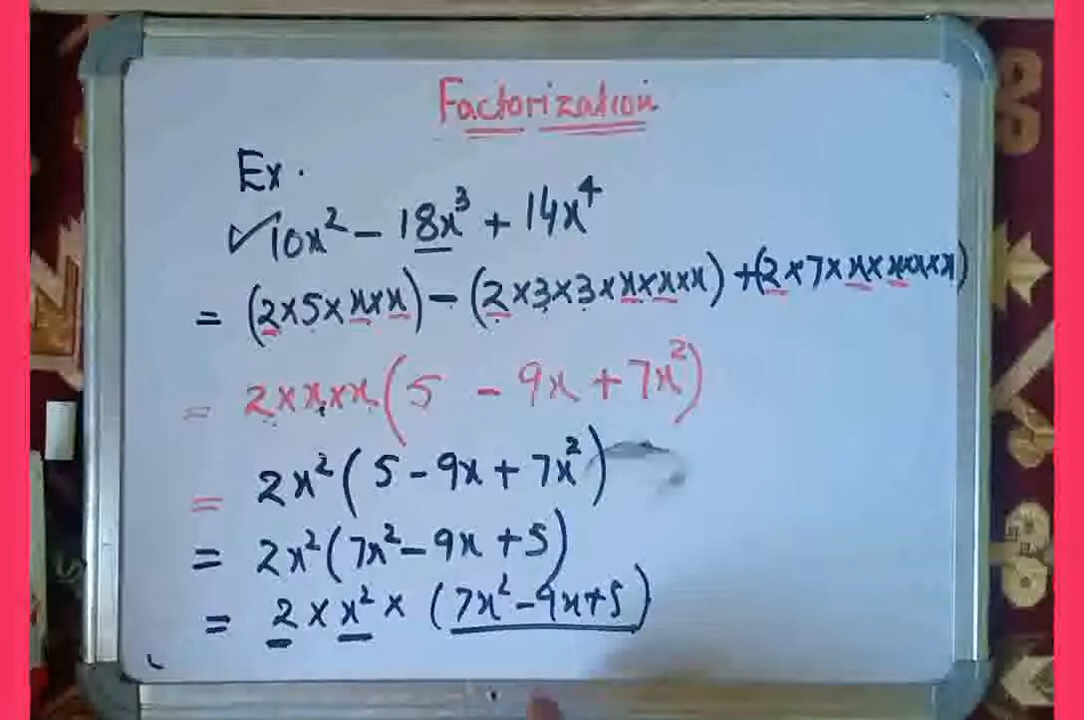 Factorization
Ex.
✓10x² - 18x³ + 14x⁴
= (2×5×x×x) - (2×3×3×x×x×x) + (2×7×x×x×x×x)
= 2×x×x(5 - 9x + 7x²)
= 2x²(5 - 9x + 7x²)
= 2x²(7x² - 9x + 5)
= 2 × x² × (7x² - 9x + 5)